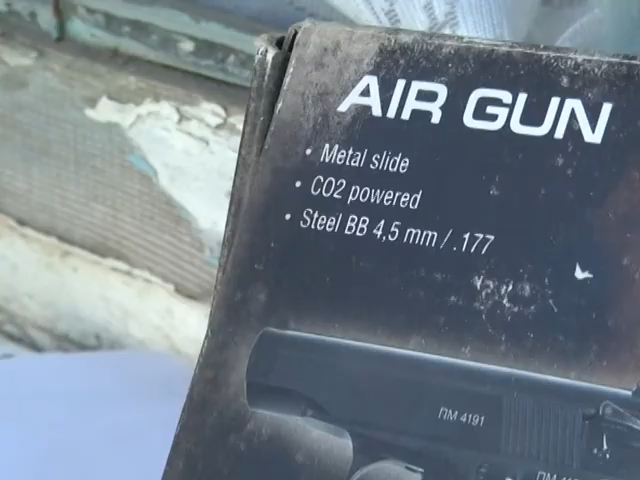 AIR GUN
• Metal slide
• CO2 powered
• Steel BB 4,5 mm / .177
ПМ 4191